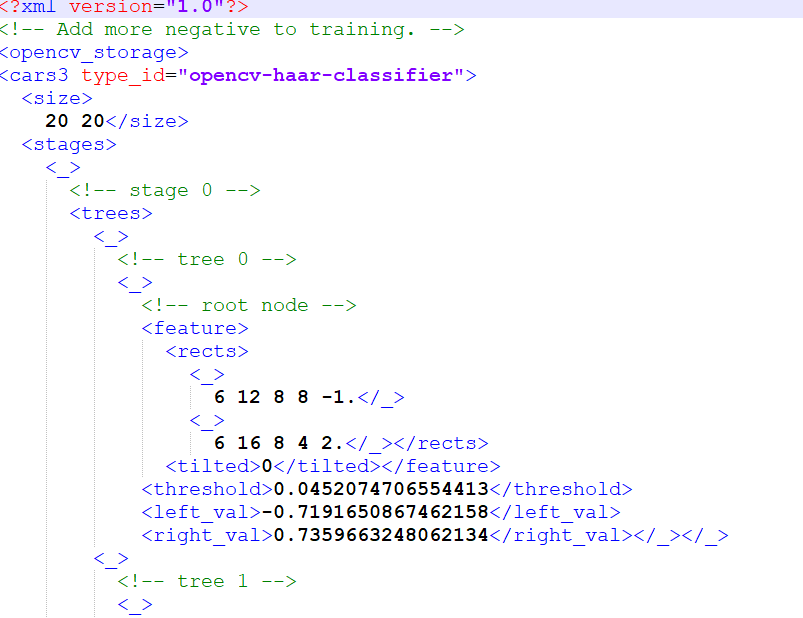 <?xml version="1.0"?>
<!-- Add more negative to training. -->
<opencv_storage>
<cars3 type_id="opencv-haar-classifier">
<size>
20 20</size>
<stages>
<_>
<!-- stage 0 -->
<trees>
<_>
<!-- tree 0 -->
<_>
<!-- root node -->
<feature>
<rects>
<_>
6 12 8 8 -1.</_>
<_>
6 16 8 4 2.</_></rects>
<tilted>0</tilted></feature>
<threshold>0.0452074706554413</threshold>
<left_val>-0.7191650867462158</left_val>
<right_val>0.7359663248062134</right_val></_></_>
<_>
<!-- tree 1 -->
<_>